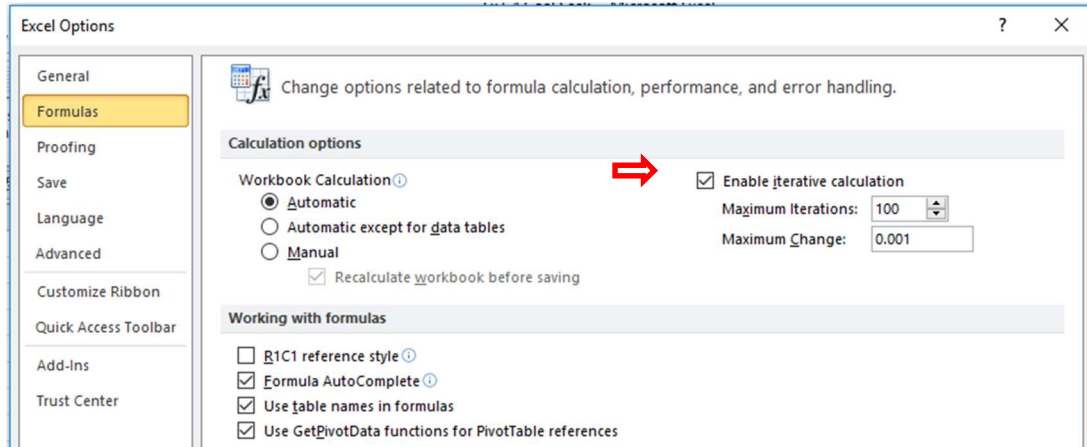 Excel Options
?
General
Formulas
Proofing
Save
Language
Advanced
Customize Ribbon
Quick Access Toolbar
Add-Ins
Trust Center
Change options related to formula calculation, performance, and error handling.
Calculation options
Workbook Calculation
Automatic
Automatic except for data tables
Manual
Recalculate workbook before saving
Enable iterative calculation
Maximum Iterations: 100
Maximum Change: 0.001
Working with formulas
R1C1 reference style
Formula AutoComplete
Use table names in formulas
Use GetPivotData functions for PivotTable references